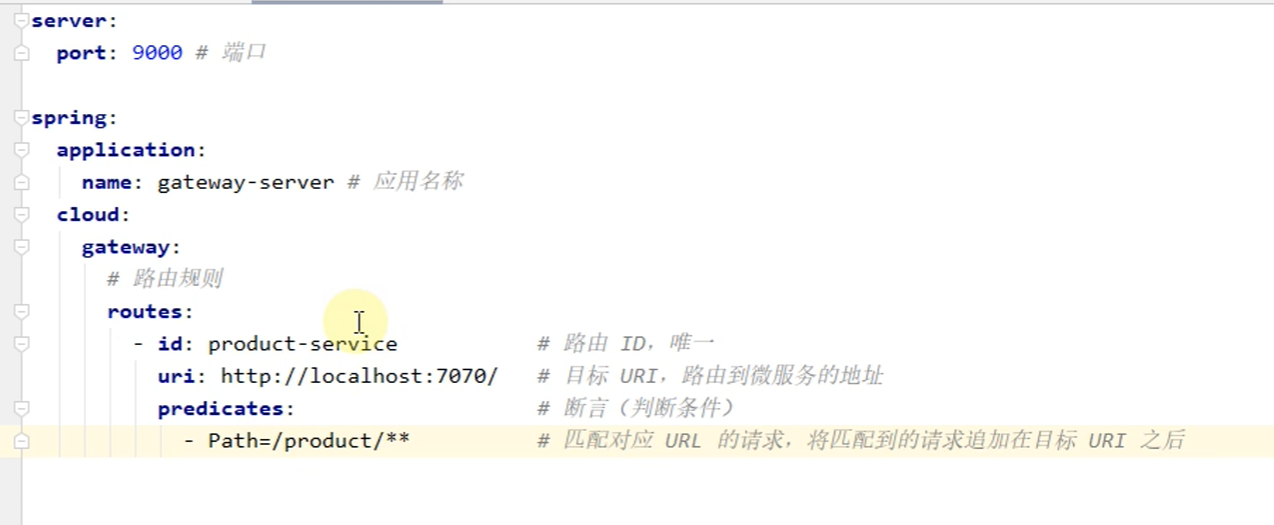 server:
port: 9000 # 端口
spring:
application:
name: gateway-server # 应用名称
cloud:
gateway:
# 路由规则
routes:
- id: product-service # 路由 ID，唯一
uri: http://localhost:7070/ # 目标 URI，路由到微服务的地址
predicates: # 断言（判断条件）
- Path=/product/** # 匹配对应 URL 的请求，将匹配到的请求追加在目标 URI 之后